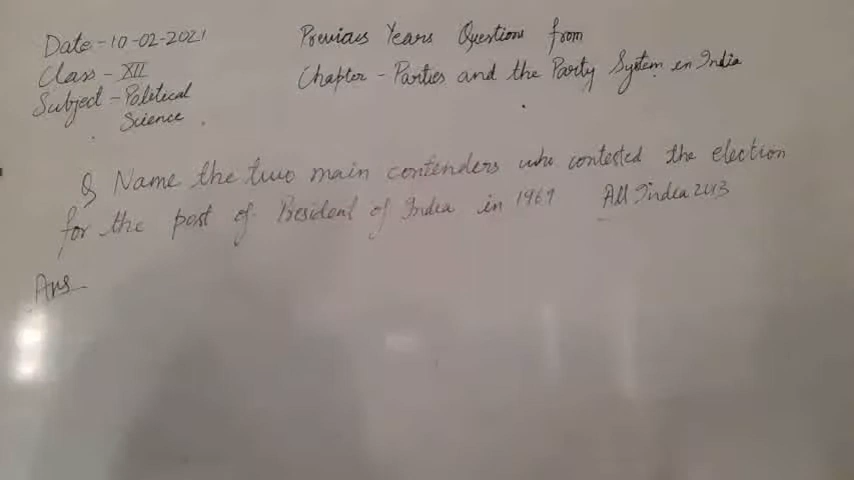 Date-10-02-2021
Class - XII
Subject - Political
Science
Previous Years Questions from
Chapter - Parties and the Party System in India
Q Name the two main contenders who contested the election
for the post of President of India in 1969 All India 2013
Ans